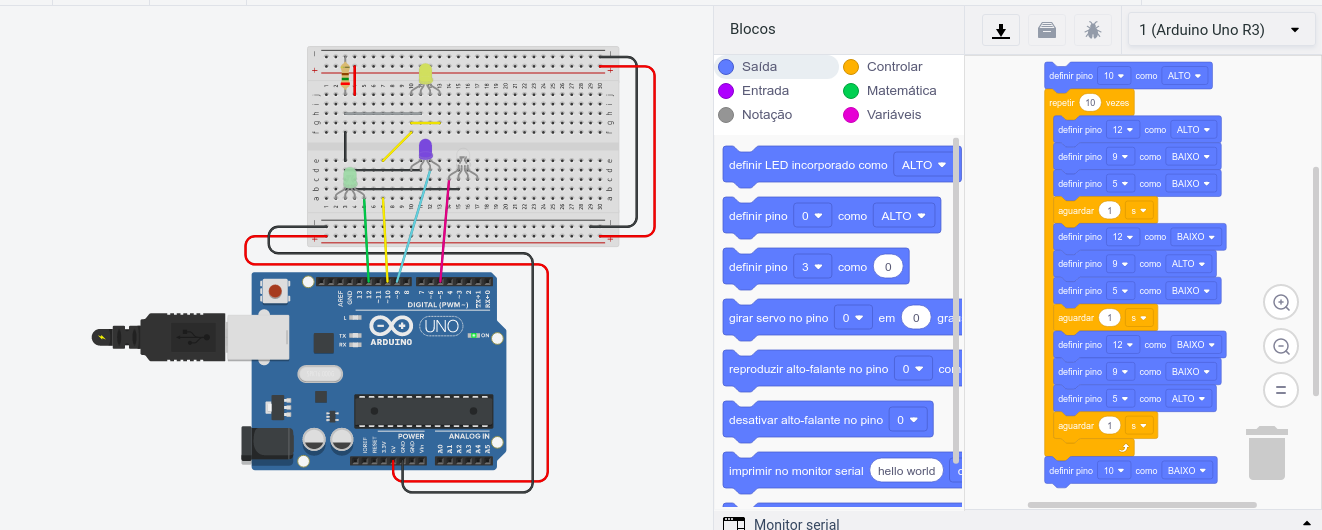 Blocos
1 (Arduino Uno R3)
Saída
Controlar
Entrada
Matemática
Notação
Variáveis
definir LED incorporado como ALTO
definir pino 0 como ALTO
definir pino 3 como 0
girar servo no pino 0 em 0 grau
reproduzir alto-falante no pino 0 com
desativar alto-falante no pino 0
imprimir no monitor serial hello world
Monitor serial
definir pino 10 como ALTO
repetir 10 vezes
definir pino 12 como ALTO
definir pino 9 como BAIXO
definir pino 5 como BAIXO
aguardar 1 s
definir pino 12 como BAIXO
definir pino 9 como ALTO
definir pino 5 como BAIXO
aguardar 1 s
definir pino 12 como BAIXO
definir pino 9 como BAIXO
definir pino 5 como ALTO
aguardar 1 s
definir pino 10 como BAIXO
AREF
GND
13
12
~11
~10
~9
8
7
~6
~5
4
~3
2
TX→1
RX←0
DIGITAL (PWM~)
L
TX
RX
UNO
ARDUINO
ON
POWER
ANALOG IN
IOREF
RESET
3.3V
5V
GND
GND
Vin
A0
A1
A2
A3
A4
A5